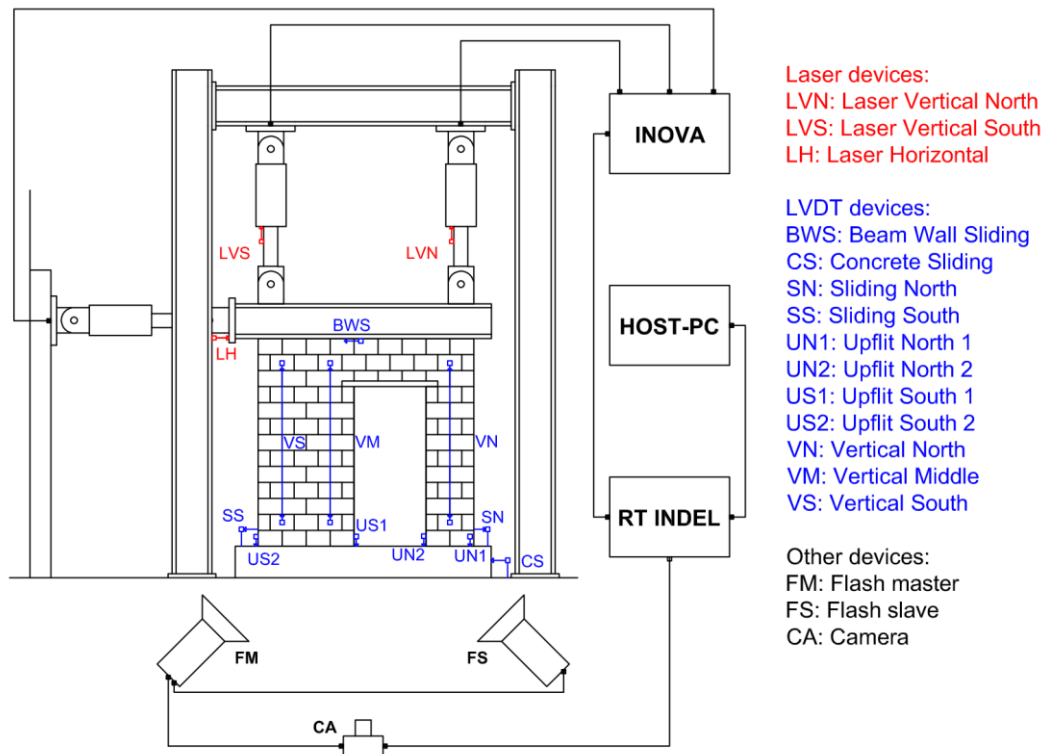 INOVA
HOST-PC
RT INDEL
LVS
LVN
LH
BWS
VS
VM
VN
SS
US1
SN
US2
UN2
UN1
CS
FM
FS
CA
Laser devices:
LVN: Laser Vertical North
LVS: Laser Vertical South
LH: Laser Horizontal
LVDT devices:
BWS: Beam Wall Sliding
CS: Concrete Sliding
SN: Sliding North
SS: Sliding South
UN1: Upflit North 1
UN2: Upflit North 2
US1: Upflit South 1
US2: Upflit South 2
VN: Vertical North
VM: Vertical Middle
VS: Vertical South
Other devices:
FM: Flash master
FS: Flash slave
CA: Camera